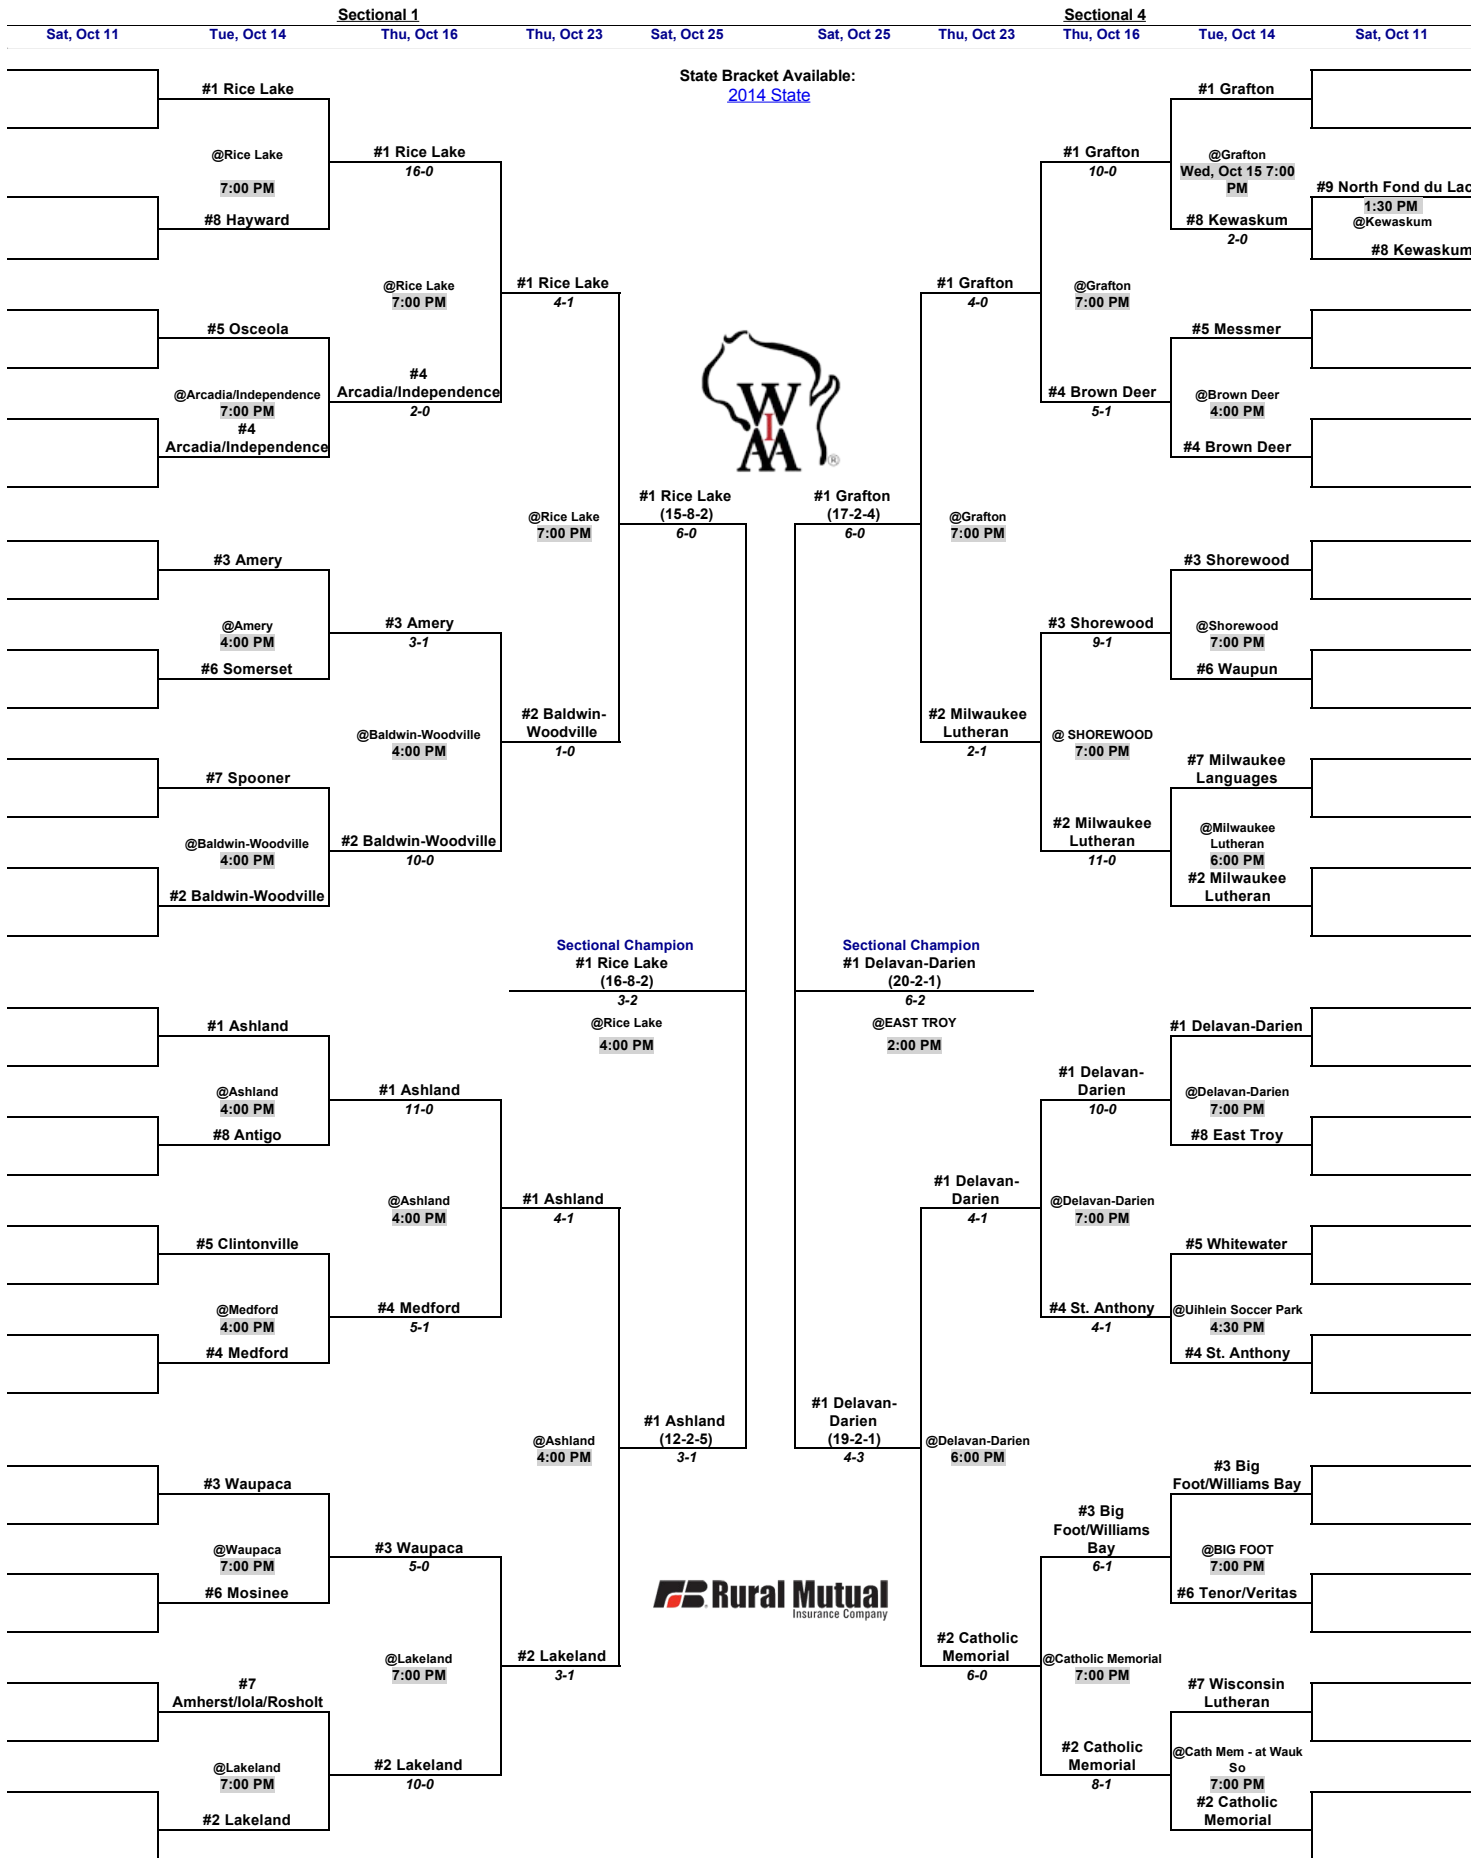 Sectional 1
Sat, Oct 11
Tue, Oct 14
Thu, Oct 16
Thu, Oct 23
Sat, Oct 25
#1 Rice Lake
@Rice Lake
7:00 PM
#8 Hayward
#5 Osceola
@Arcadia/Independence
7:00 PM
#4
Arcadia/Independence
#3 Amery
@Amery
4:00 PM
#6 Somerset
#7 Spooner
@Baldwin-Woodville
4:00 PM
#2 Baldwin-Woodville
#1 Ashland
@Ashland
4:00 PM
#8 Antigo
#5 Clintonville
@Medford
4:00 PM
#4 Medford
#3 Waupaca
@Waupaca
7:00 PM
#6 Mosinee
#7
Amherst/Iola/Rosholt
@Lakeland
7:00 PM
#2 Lakeland
#1 Rice Lake
16-0
@Rice Lake
7:00 PM
#4
Arcadia/Independence
2-0
#3 Amery
3-1
@Baldwin-Woodville
4:00 PM
#2 Baldwin-Woodville
10-0
#1 Ashland
11-0
@Ashland
4:00 PM
#4 Medford
5-1
#3 Waupaca
5-0
@Lakeland
7:00 PM
#2 Lakeland
10-0
#1 Rice Lake
4-1
@Rice Lake
7:00 PM
#2 Baldwin-
Woodville
1-0
#1 Ashland
4-1
@Ashland
4:00 PM
#2 Lakeland
3-1
#1 Rice Lake
(15-8-2)
6-0
Sectional Champion
#1 Rice Lake
(16-8-2)
3-2
@Rice Lake
4:00 PM
#1 Ashland
(12-2-5)
3-1
State Bracket Available:
2014 State
WIAA
®
Rural Mutual
Insurance Company
Sectional 4
Sat, Oct 25
Thu, Oct 23
Thu, Oct 16
Tue, Oct 14
Sat, Oct 11
#1 Grafton
(17-2-4)
6-0
Sectional Champion
#1 Delavan-Darien
(20-2-1)
6-2
@EAST TROY
2:00 PM
#1 Delavan-
Darien
(19-2-1)
4-3
#1 Grafton
4-0
@Grafton
7:00 PM
#2 Milwaukee
Lutheran
2-1
#1 Delavan-
Darien
4-1
@Delavan-Darien
6:00 PM
#2 Catholic
Memorial
6-0
#1 Grafton
10-0
@Grafton
7:00 PM
#4 Brown Deer
5-1
#3 Shorewood
9-1
@ SHOREWOOD
7:00 PM
#2 Milwaukee
Lutheran
11-0
#1 Delavan-
Darien
10-0
@Delavan-Darien
7:00 PM
#4 St. Anthony
4-1
#3 Big
Foot/Williams
Bay
6-1
@Catholic Memorial
7:00 PM
#2 Catholic
Memorial
8-1
#1 Grafton
@Grafton
Wed, Oct 15 7:00
PM
#8 Kewaskum
2-0
#5 Messmer
@Brown Deer
4:00 PM
#4 Brown Deer
#3 Shorewood
@Shorewood
7:00 PM
#6 Waupun
#7 Milwaukee
Languages
@Milwaukee
Lutheran
6:00 PM
#2 Milwaukee
Lutheran
#1 Delavan-Darien
@Delavan-Darien
7:00 PM
#8 East Troy
#5 Whitewater
@Uihlein Soccer Park
4:30 PM
#4 St. Anthony
#3 Big
Foot/Williams Bay
@BIG FOOT
7:00 PM
#6 Tenor/Veritas
#7 Wisconsin
Lutheran
@Cath Mem - at Wauk
So
7:00 PM
#2 Catholic
Memorial
#9 North Fond du Lac
1:30 PM
@Kewaskum
#8 Kewaskum